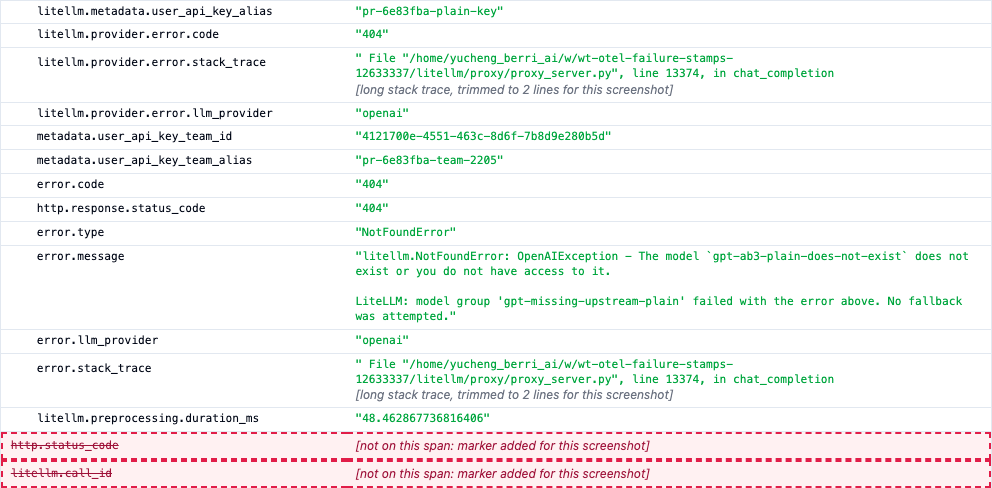 litellm.metadata.user_api_key_alias "pr-6e83fba-plain-key"
litellm.provider.error.code "404"
litellm.provider.error.stack_trace " File "/home/yucheng_berri_ai/w/wt-otel-failure-stamps-
12633337/litellm/proxy/proxy_server.py", line 13374, in chat_completion
[long stack trace, trimmed to 2 lines for this screenshot]
litellm.provider.error.llm_provider "openai"
metadata.user_api_key_team_id "4121700e-4551-463c-8d6f-7b8d9e280b5d"
metadata.user_api_key_team_alias "pr-6e83fba-team-2205"
error.code "404"
http.response.status_code "404"
error.type "NotFoundError"
error.message "litellm.NotFoundError: OpenAIException - The model `gpt-ab3-plain-does-not-exist` does not
exist or you do not have access to it.
LiteLLM: model group 'gpt-missing-upstream-plain' failed with the error above. No fallback
was attempted."
error.llm_provider "openai"
error.stack_trace " File "/home/yucheng_berri_ai/w/wt-otel-failure-stamps-
12633337/litellm/proxy/proxy_server.py", line 13374, in chat_completion
[long stack trace, trimmed to 2 lines for this screenshot]
litellm.preprocessing.duration_ms "48.462867736816406"
http.status_code [not on this span: marker added for this screenshot]
litellm.call_id [not on this span: marker added for this screenshot]